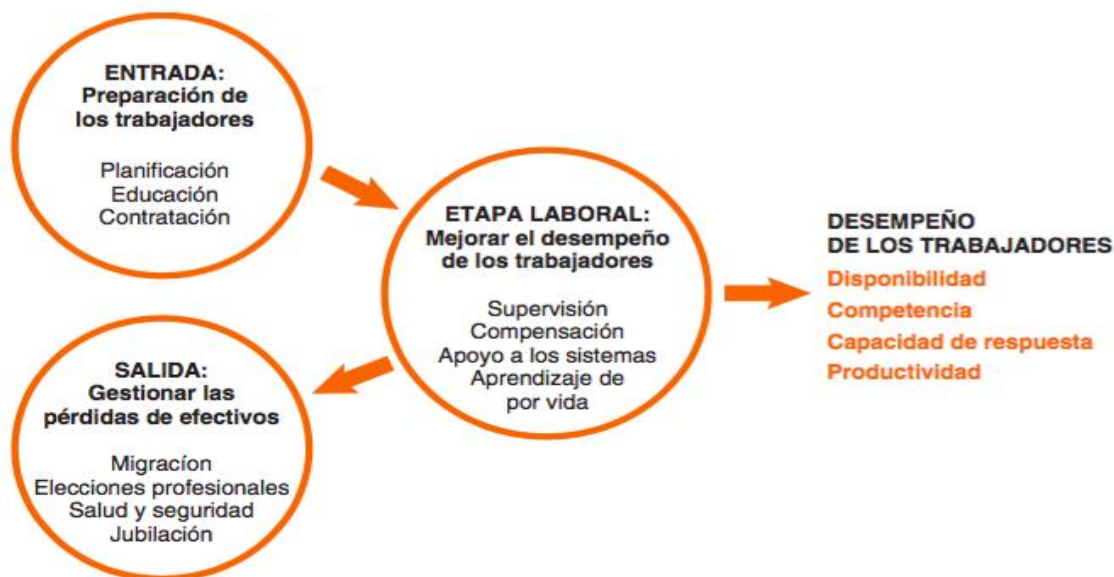 ENTRADA:
Preparación de
los trabajadores
Planificación
Educación
Contratación
ETAPA LABORAL:
Mejorar el desempeño
de los trabajadores
Supervisión
Compensación
Apoyo a los sistemas
Aprendizaje de
por vida
SALIDA:
Gestionar las
pérdidas de efectivos
Migracíon
Elecciones profesionales
Salud y seguridad
Jubilación
DESEMPEÑO
DE LOS TRABAJADORES
Disponibilidad
Competencia
Capacidad de respuesta
Productividad